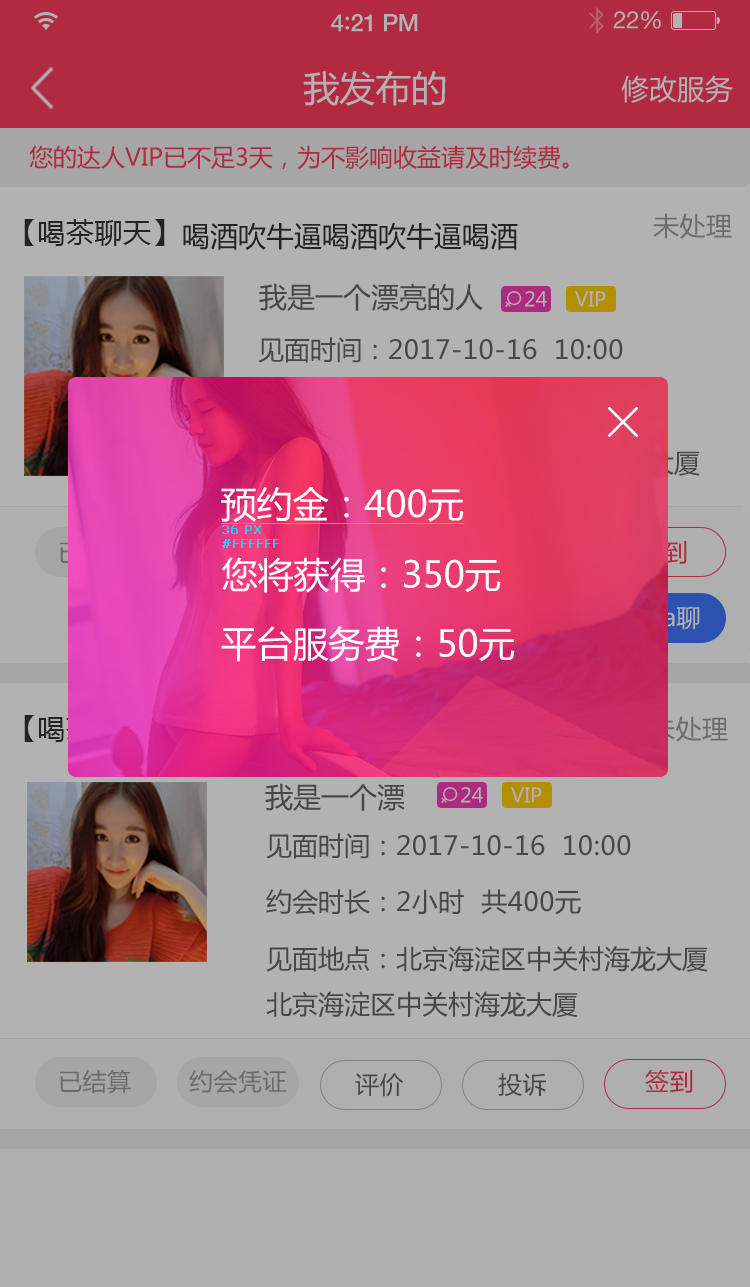 4:21 PM
22%
我发布的
修改服务
您的达人VIP已不足3天，为不影响收益请及时续费。
【喝茶聊天】喝酒吹牛逼喝酒吹牛逼喝酒
未处理
我是一个漂亮的人
24
VIP
见面时间：2017-10-16 10:00
大厦
预约金：400元
36 PX
#FFFFFF
到
您将获得：350元
a聊
平台服务费：50元
【喝
未处理
我是一个漂
24
VIP
见面时间：2017-10-16 10:00
约会时长：2小时 共400元
见面地点：北京海淀区中关村海龙大厦
北京海淀区中关村海龙大厦
已结算
约会凭证
评价
投诉
签到